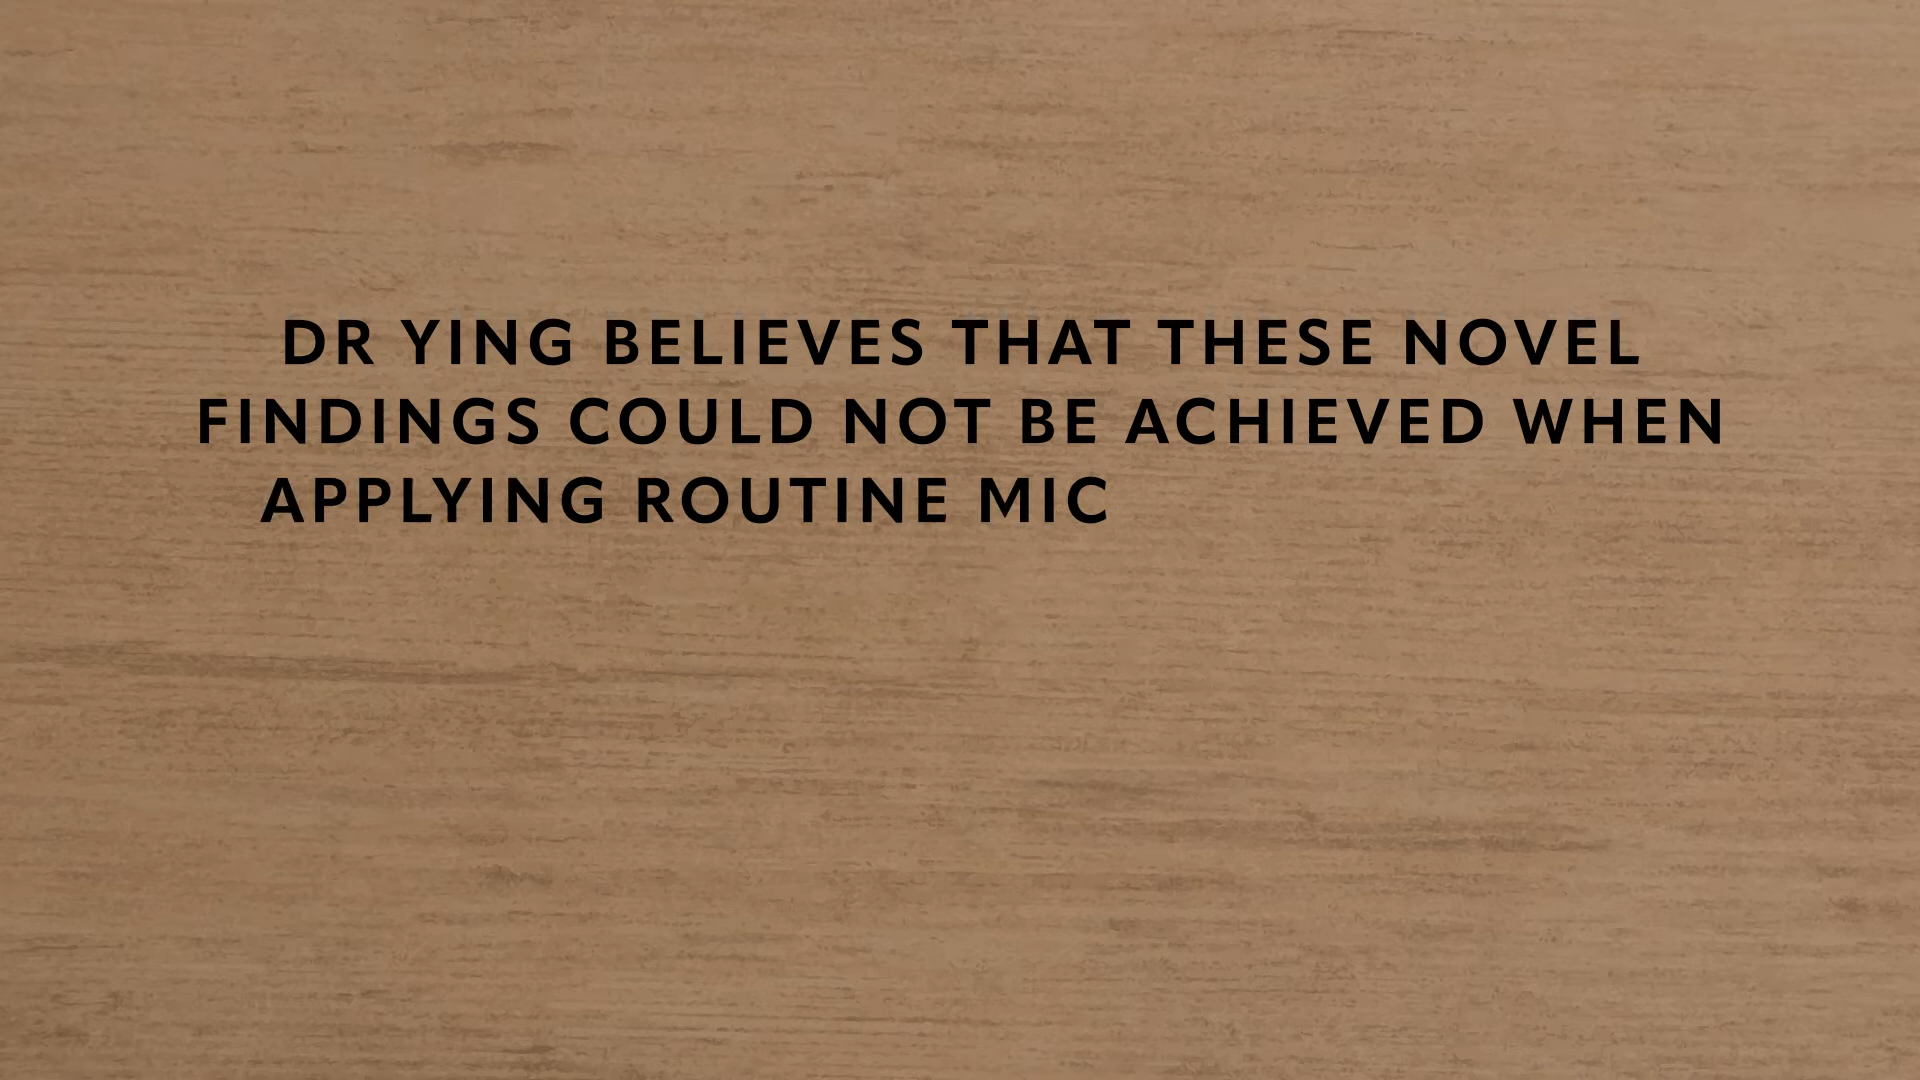 DR YING BELIEVES THAT THESE NOVEL
FINDINGS COULD NOT BE ACHIEVED WHEN
APPLYING ROUTINE MIC